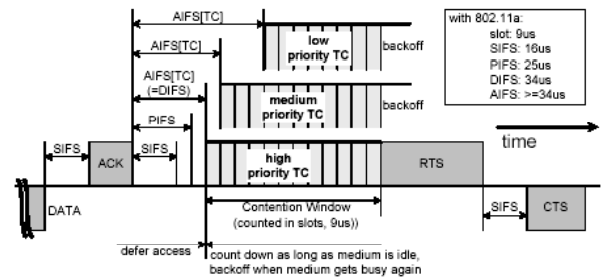 AIFS[TC]
low
priority TC
backoff
with 802.11a:
slot: 9us
SIFS: 16us
PIFS: 25us
DIFS: 34us
AIFS: >=34us
AIFS[TC]
AIFS[TC]
(=DIFS)
medium
priority TC
backoff
PIFS
time
SIFS
ACK
SIFS
high
priority TC
RTS
DATA
Contention Window
(counted in slots, 9us))
SIFS
CTS
defer access
count down as long as medium is idle,
backoff when medium gets busy again